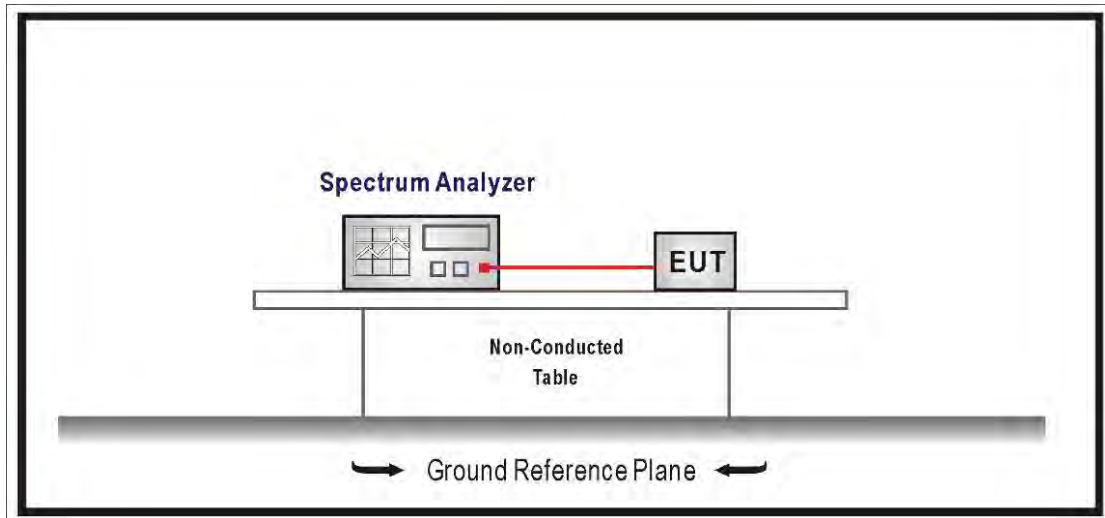 Spectrum Analyzer
EUT
Non-Conducted
Table
Ground Reference Plane